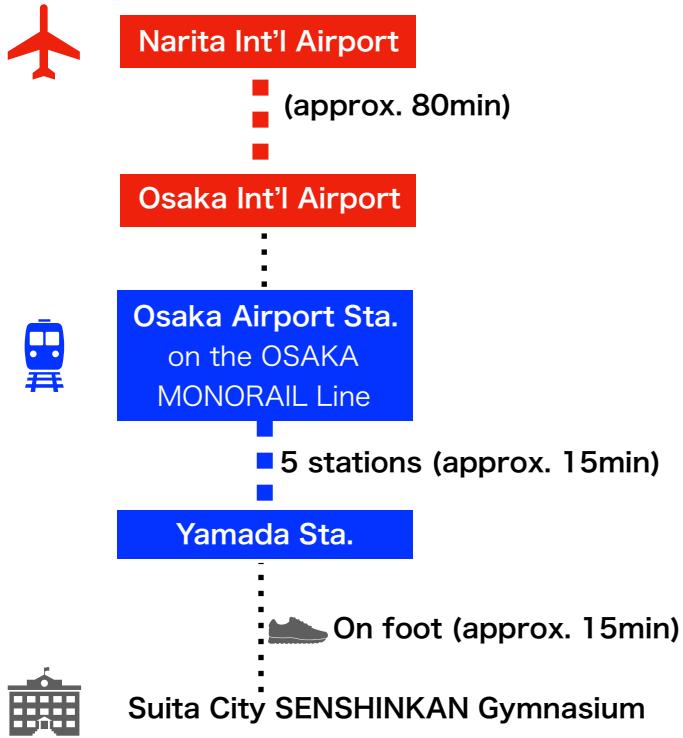 Narita Int'l Airport
(approx. 80min)
Osaka Int'l Airport
Osaka Airport Sta.
on the OSAKA
MONORAIL Line
5 stations (approx. 15min)
Yamada Sta.
On foot (approx. 15min)
Suita City SENSHINKAN Gymnasium